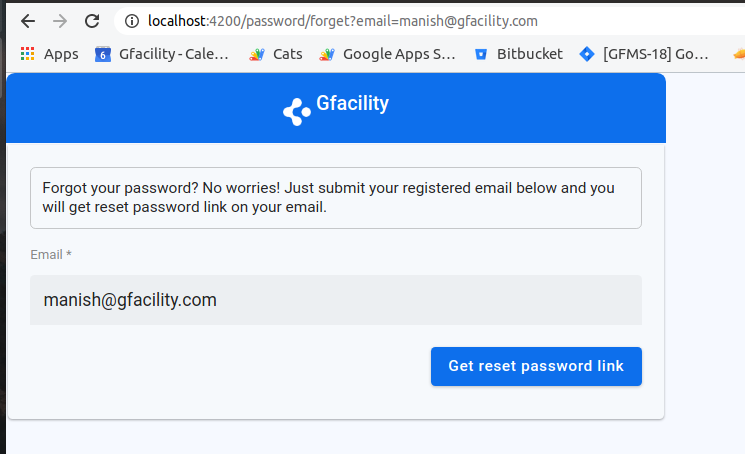 localhost:4200/password/forget?email=manish@gfacility.com
Apps 6 Gfacility - Cale... Cats Google Apps S... Bitbucket [GFMS-18] Go...
Gfacility
Forgot your password? No worries! Just submit your registered email below and you
will get reset password link on your email.
Email *
manish@gfacility.com
Get reset password link